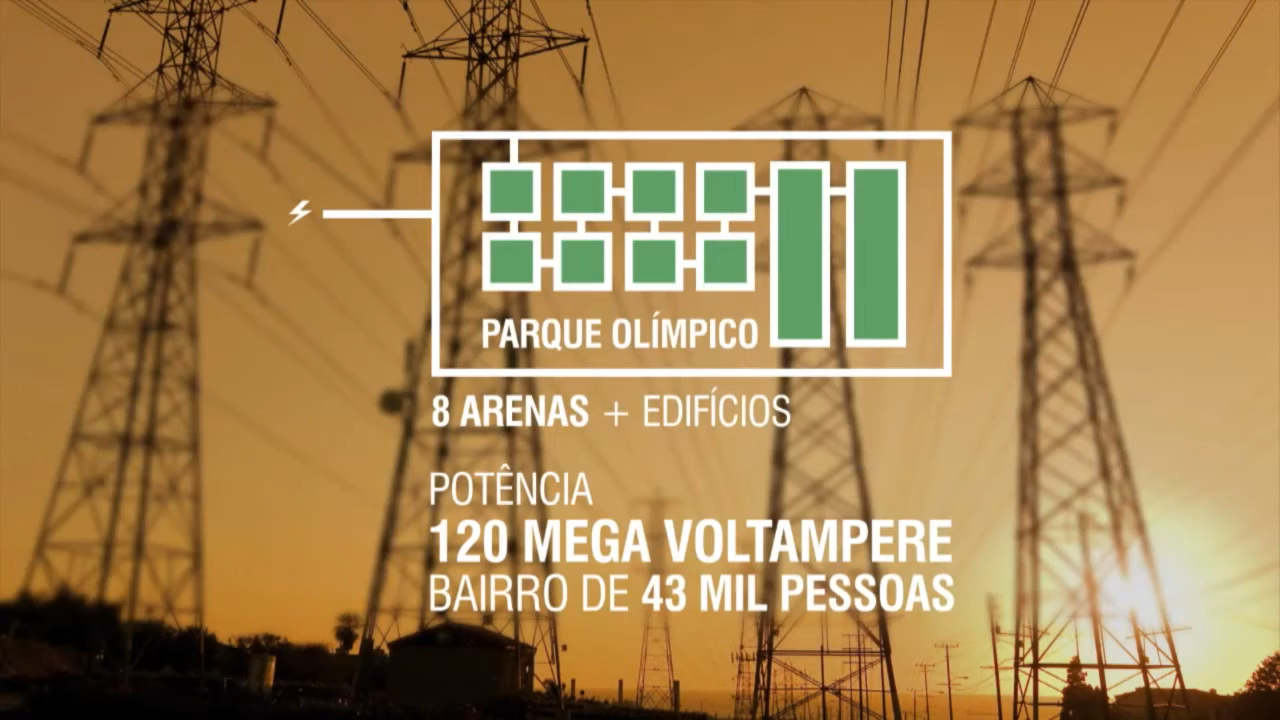 PARQUE OLÍMPICO
8 ARENAS + EDIFÍCIOS
POTÊNCIA
120 MEGA VOLTAMPERE
BAIRRO DE 43 MIL PESSOAS